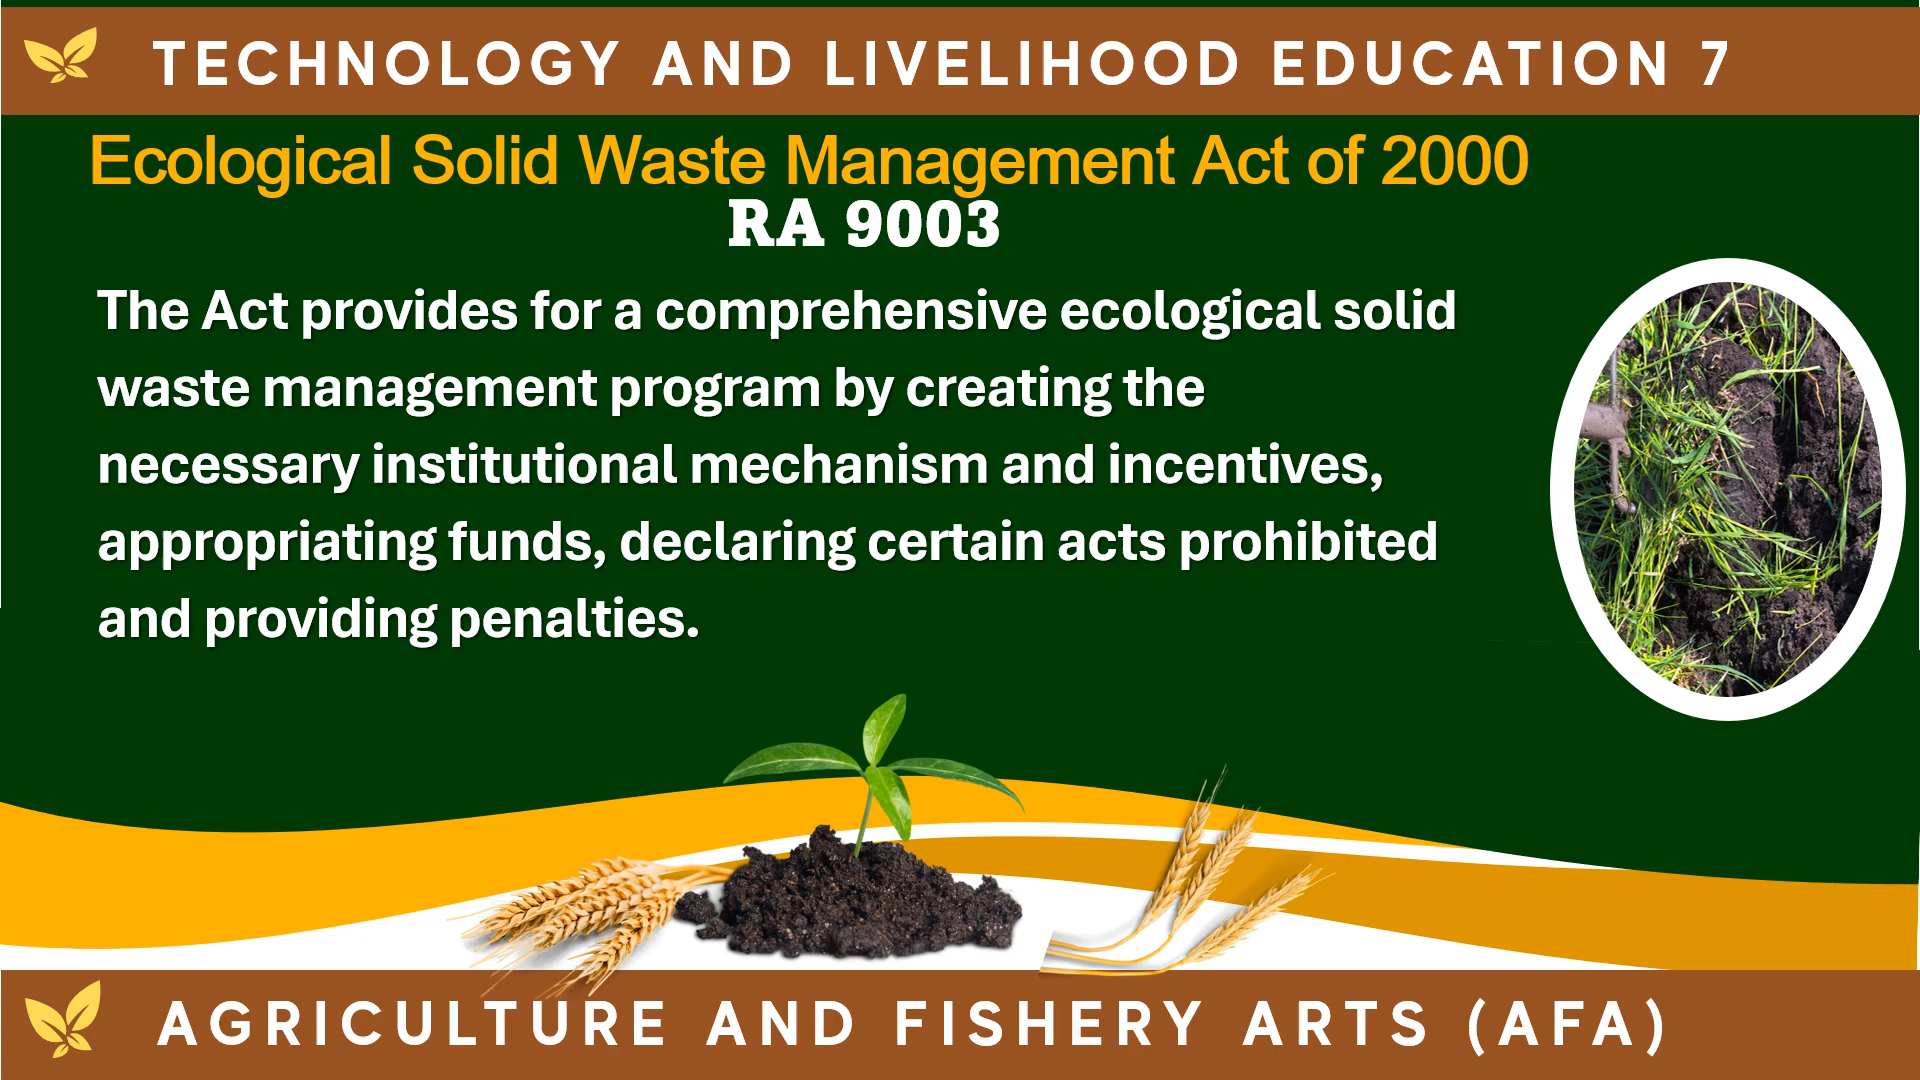 TECHNOLOGY AND LIVELIHOOD EDUCATION 7
Ecological Solid Waste Management Act of 2000
RA 9003
The Act provides for a comprehensive ecological solid
waste management program by creating the
necessary institutional mechanism and incentives,
appropriating funds, declaring certain acts prohibited
and providing penalties.
AGRICULTURE AND FISHERY ARTS (AFA)